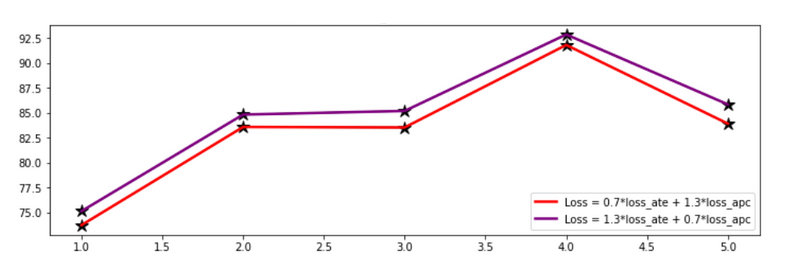 92.5
90.0
87.5
85.0
82.5
80.0
77.5
75.0
Loss = 0.7*loss_ate + 1.3*loss_apc
Loss = 1.3*loss_ate + 0.7*loss_apc
1.0 1.5 2.0 2.5 3.0 3.5 4.0 4.5 5.0